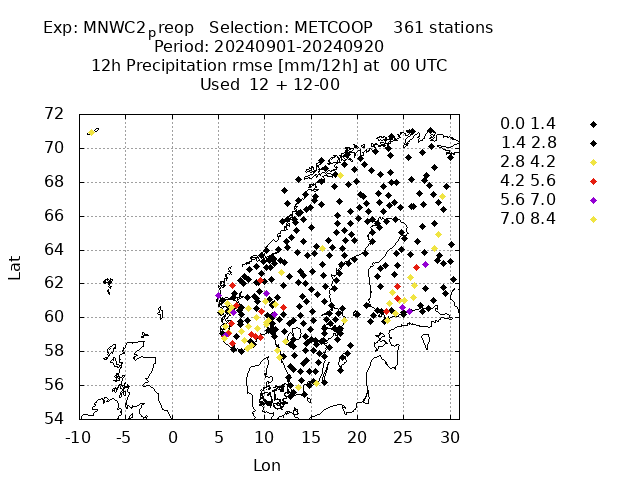 Exp: MNWC2preop   Selection: METCOOP    361 stations
Period: 20240901-20240920
12h Precipitation rmse [mm/12h] at  00 UTC
Used  12 + 12-00
72
70
68
66
64
62
60
58
56
54
Lat
-10 -5 0 5 10 15 20 25 30
Lon
0.0 1.4
1.4 2.8
2.8 4.2
4.2 5.6
5.6 7.0
7.0 8.4